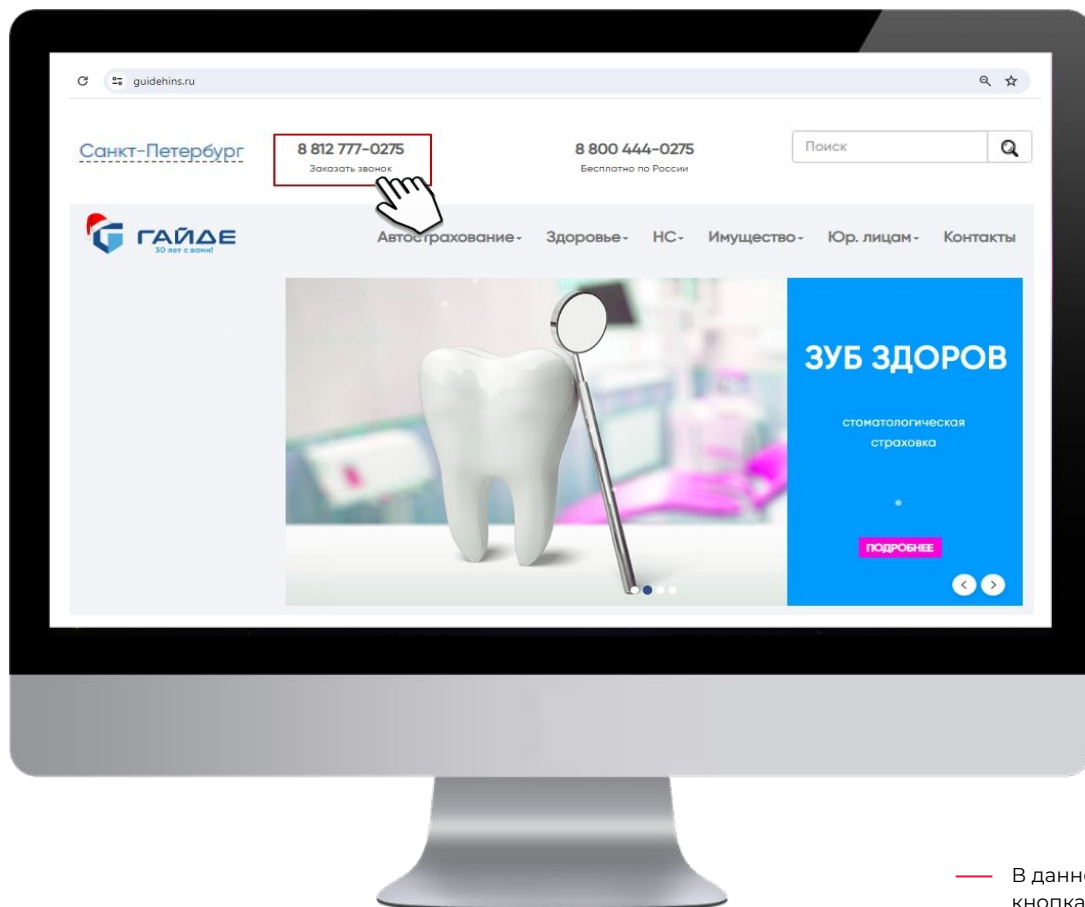 guidehins.ru
Санкт-Петербург
8 812 777-0275
Заказать звонок
8 800 444-0275
Бесплатно по России
Поиск
ГАЙДЕ
30 лет с вами!
Автострахование
Здоровье
НС
Имущество
Юр. лицам
Контакты
ЗУБ ЗДОРОВ
стоматологическая
страховка
ПОДРОБНЕЕ
В данн
кнопка